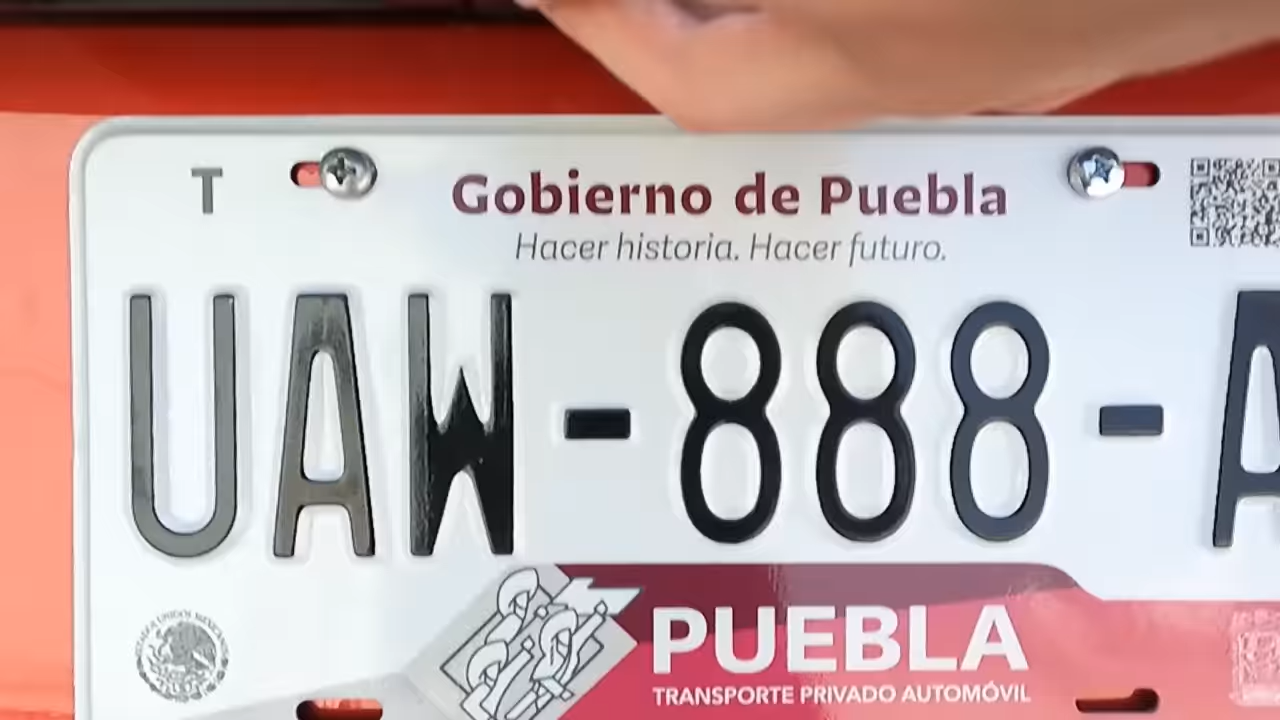 T
Gobierno de Puebla
Hacer historia. Hacer futuro.
UAW-888-A
PUEBLA
TRANSPORTE PRIVADO AUTOMÓVIL